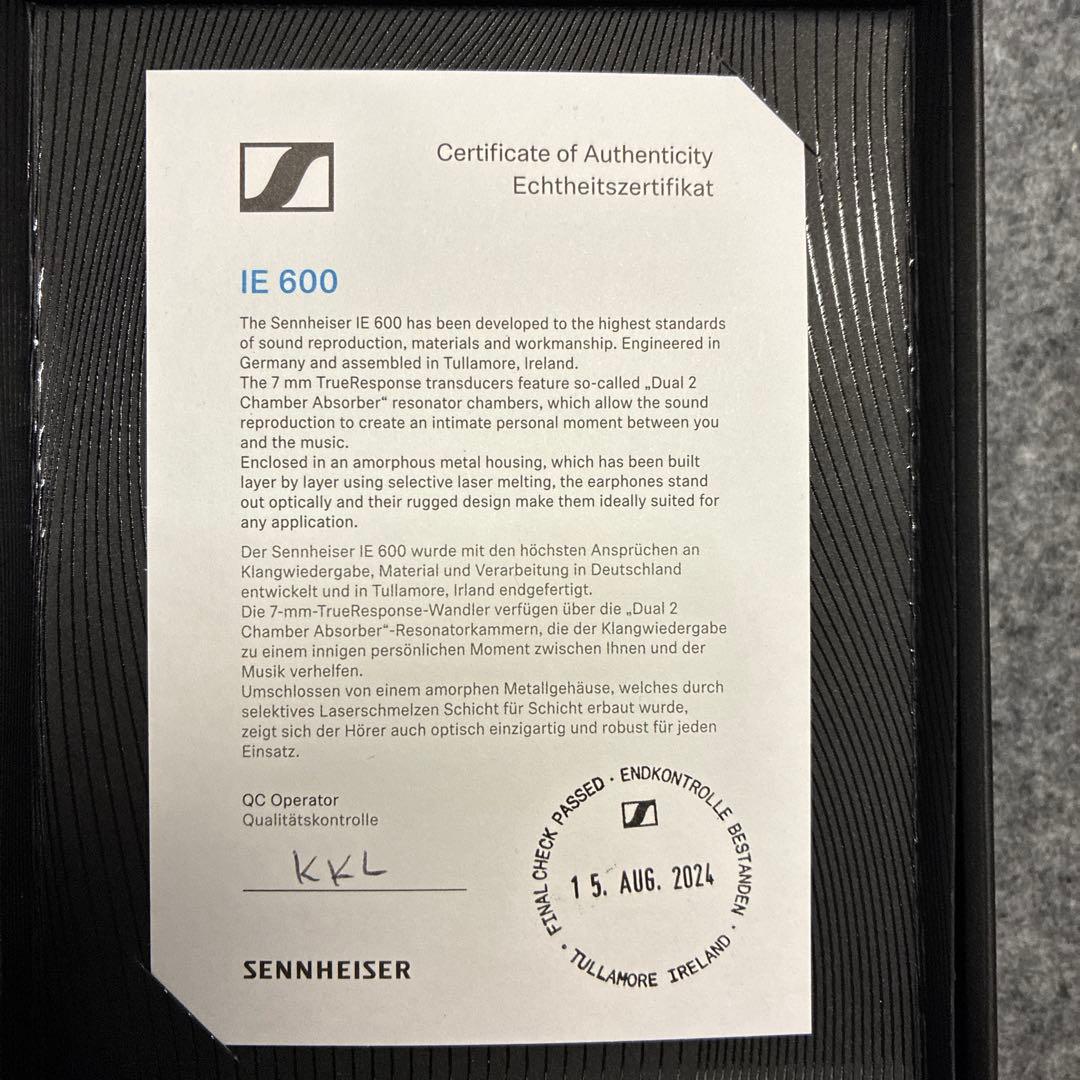 Certificate of Authenticity
Echtheitszertifikat
IE 600
The Sennheiser IE 600 has been developed to the highest standards
of sound reproduction, materials and workmanship. Engineered in
Germany and assembled in Tullamore, Ireland.
The 7 mm TrueResponse transducers feature so-called „Dual 2
Chamber Absorber“ resonator chambers, which allow the sound
reproduction to create an intimate personal moment between you
and the music.
Enclosed in an amorphous metal housing, which has been built
layer by layer using selective laser melting, the earphones stand
out optically and their rugged design make them ideally suited for
any application.
Der Sennheiser IE 600 wurde mit den höchsten Ansprüchen an
Klangwiedergabe, Material und Verarbeitung in Deutschland
entwickelt und in Tullamore, Irland endgefertigt.
Die 7-mm-TrueResponse-Wandler verfügen über die „Dual 2
Chamber Absorber“-Resonatorkammern, die der Klangwiedergabe
zu einem innigen persönlichen Moment zwischen Ihnen und der
Musik verhelfen.
Umschlossen von einem amorphen Metallgehäuse, welches durch
selektives Laserschmelzen Schicht für Schicht erbaut wurde,
zeigt sich der Hörer auch optisch einzigartig und robust für jeden
Einsatz.
QC Operator
Qualitätskontrolle
KKL
SENNHEISER
· FINAL CHECK PASSED · ENDKONTROLLE BESTANDEN ·
15. AUG. 2024
TULLAMORE IRELAND